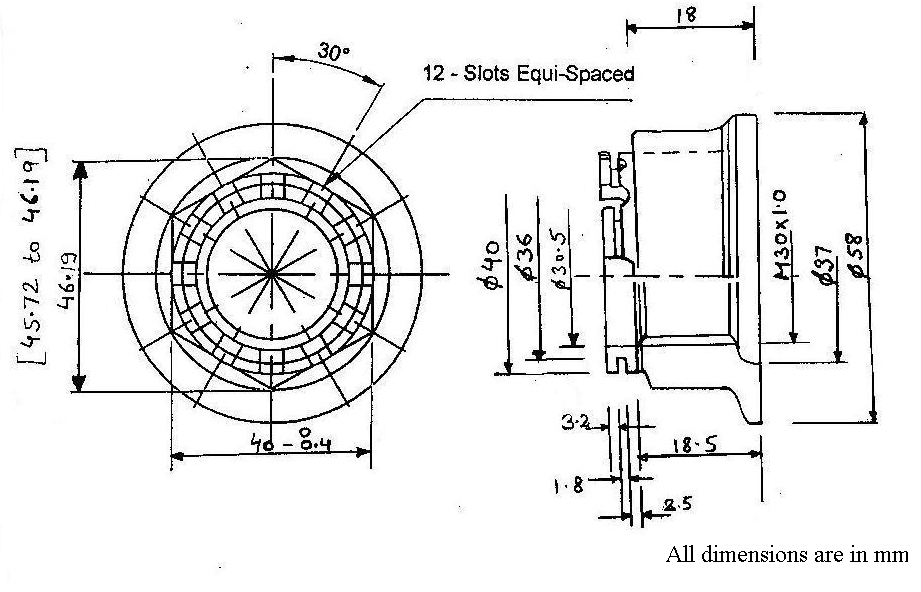 18
30°
12 - Slots Equi-Spaced
[45.72 to 46.19]
46.19
40 - 0 0.4
ϕ40
ϕ36
ϕ30.5
M30x1.0
ϕ37
ϕ58
3.2
18.5
1.8
2.5
All dimensions are in mm